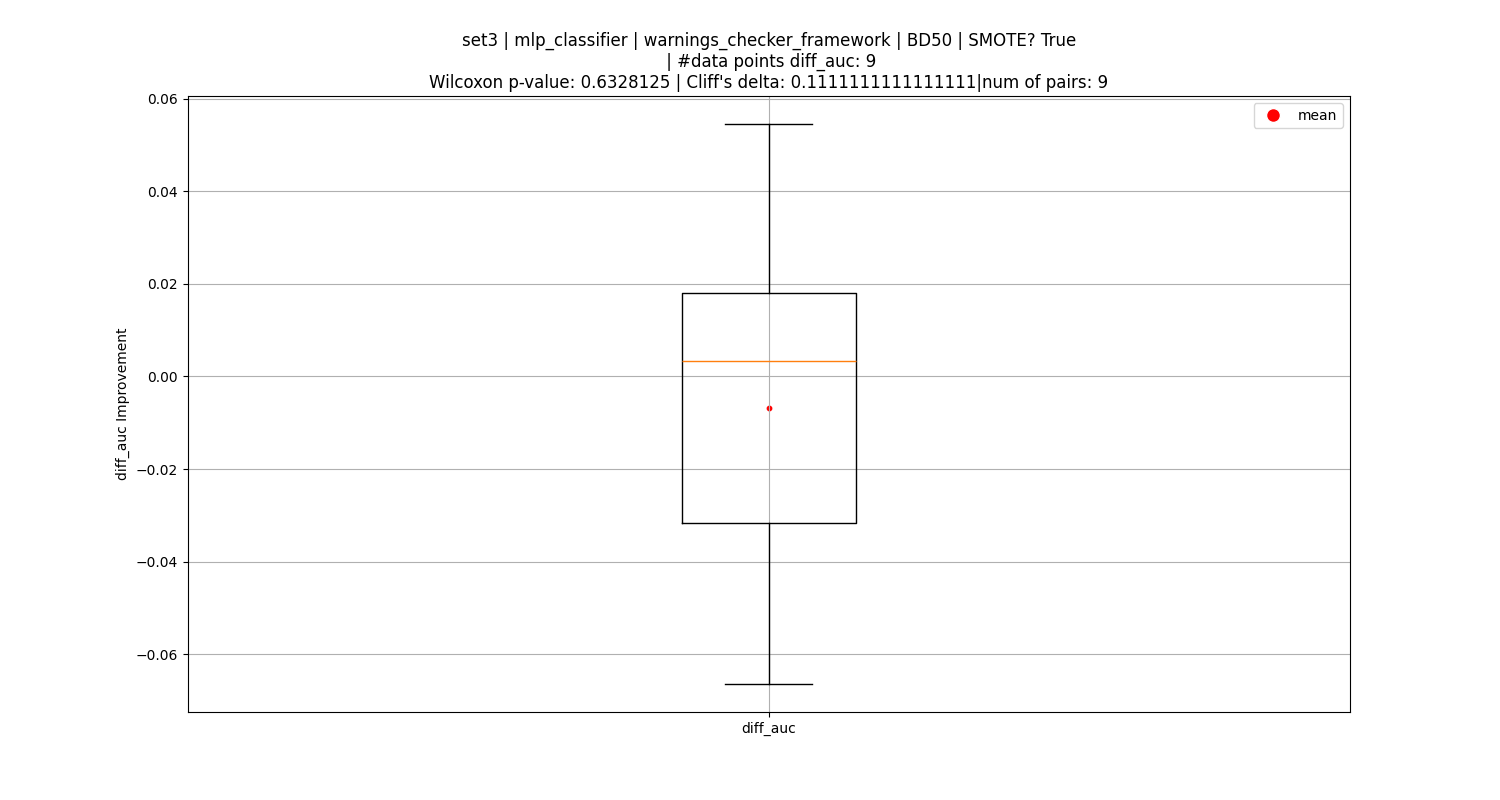 set3 | mlp_classifier | warnings_checker_framework | BD50 | SMOTE? True
| #data points diff_auc: 9
Wilcoxon p-value: 0.6328125 | Cliff's delta: 0.1111111111111111|num of pairs: 9
mean
0.06
0.04
0.02
0.00
−0.02
−0.04
−0.06
diff_auc Improvement
diff_auc